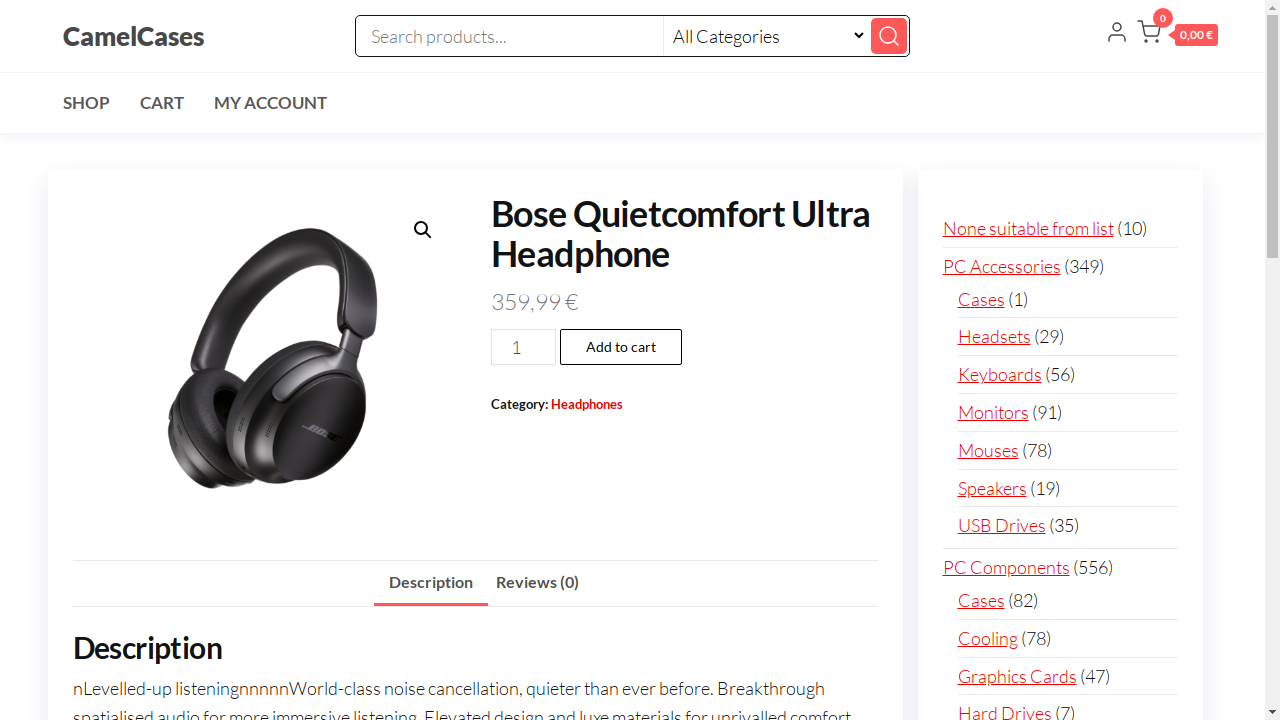 CamelCases
Search products...
All Categories
0
0,00 €
SHOP
CART
MY ACCOUNT
BOSE
Bose Quietcomfort Ultra
Headphone
359,99 €
1
Add to cart
Category: Headphones
Description
Reviews (0)
Description
nLevelled-up listeningnnnnnWorld-class noise cancellation, quieter than ever before. Breakthrough
spatialised audio for more immersive listening. Elevated design and luxe materials for unrivalled comfort.
None suitable from list (10)
PC Accessories (349)
Cases (1)
Headsets (29)
Keyboards (56)
Monitors (91)
Mouses (78)
Speakers (19)
USB Drives (35)
PC Components (556)
Cases (82)
Cooling (78)
Graphics Cards (47)
Hard Drives (7)